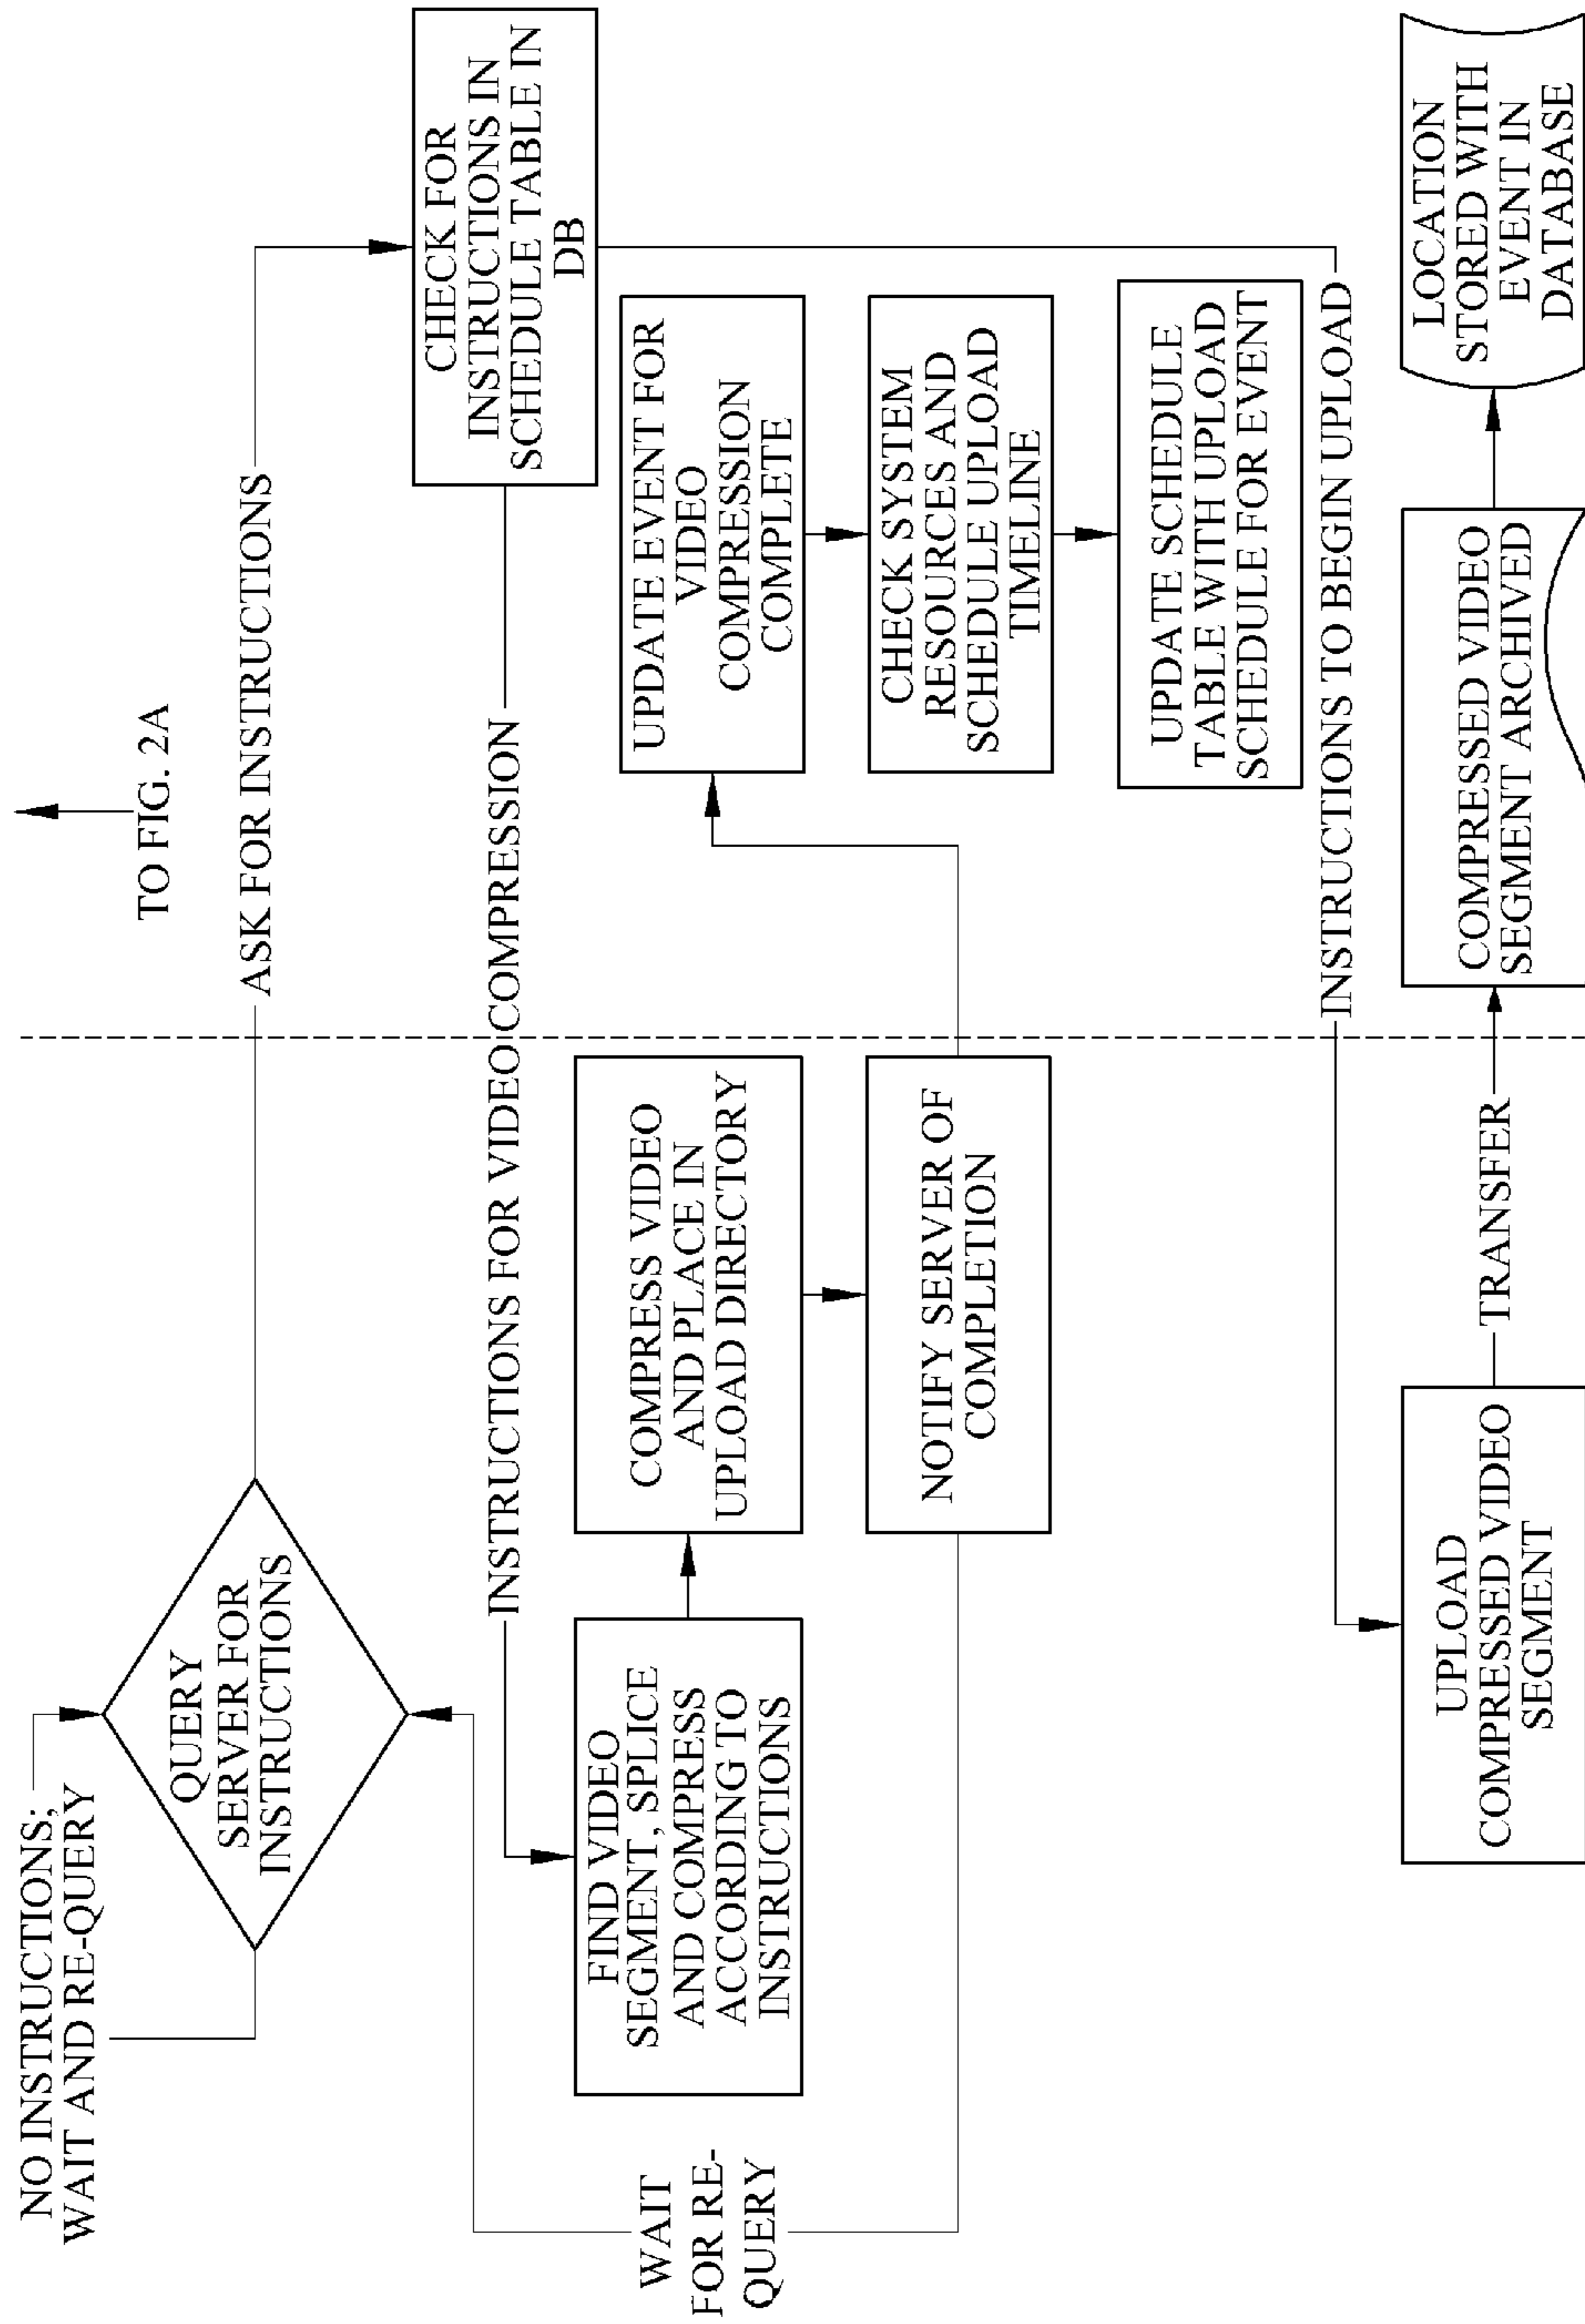 TO FIG. 2A
NO INSTRUCTIONS;
WAIT AND RE-QUERY
QUERY
SERVER FOR
INSTRUCTIONS
ASK FOR INSTRUCTIONS
CHECK FOR
INSTRUCTIONS IN
SCHEDULE TABLE IN
DB
INSTRUCTIONS FOR VIDEO COMPRESSION
FIND VIDEO
SEGMENT, SPLICE
AND COMPRESS
ACCORDING TO
INSTRUCTIONS
COMPRESS VIDEO
AND PLACE IN
UPLOAD DIRECTORY
UPDATE EVENT FOR
VIDEO
COMPRESSION
COMPLETE
WAIT
FOR RE-
QUERY
NOTIFY SERVER OF
COMPLETION
CHECK SYSTEM
RESOURCES AND
SCHEDULE UPLOAD
TIMELINE
UPDATE SCHEDULE
TABLE WITH UPLOAD
SCHEDULE FOR EVENT
INSTRUCTIONS TO BEGIN UPLOAD
UPLOAD
COMPRESSED VIDEO
SEGMENT
TRANSFER
COMPRESSED VIDEO
SEGMENT ARCHIVED
LOCATION
STORED WITH
EVENT IN
DATABASE